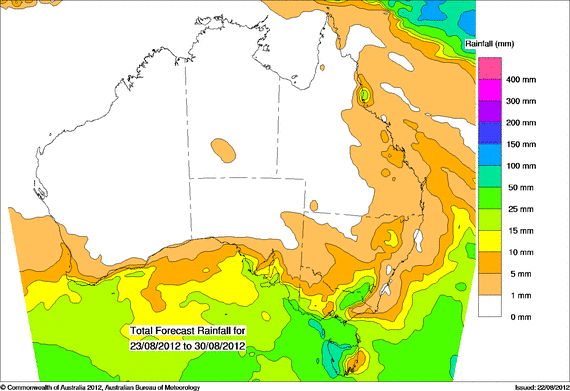 Rainfall (mm)
400 mm
300 mm
200 mm
150 mm
100 mm
50 mm
25 mm
15 mm
10 mm
5 mm
1 mm
0 mm
Total Forecast Rainfall for
23/08/2012 to 30/08/2012
© Commonwealth of Australia 2012, Australian Bureau of Meteorology
Issued: 22/08/2012